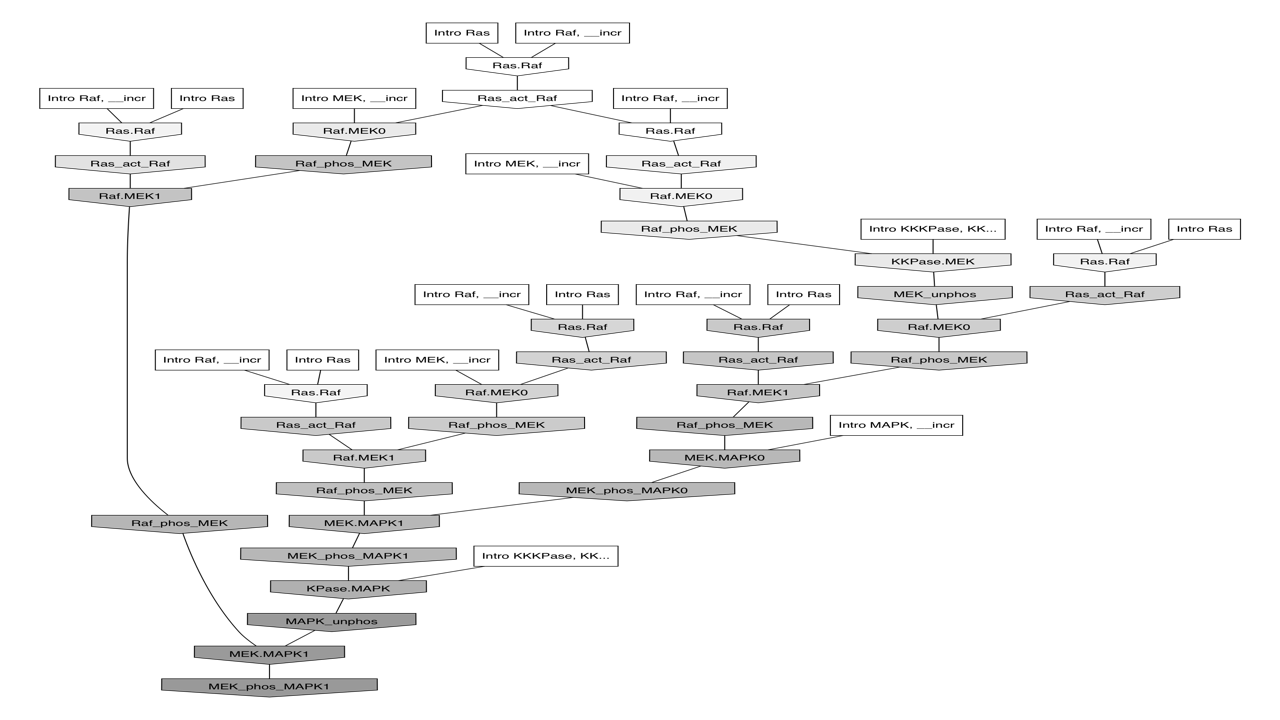 Intro Ras
Intro Raf, __incr
Ras.Raf
Intro Raf, __incr
Intro Ras
Intro MEK, __incr
Ras_act_Raf
Intro Raf, __incr
Ras.Raf
Raf.MEK0
Ras.Raf
Ras_act_Raf
Raf_phos_MEK
Intro MEK, __incr
Ras_act_Raf
Raf.MEK1
Raf.MEK0
Raf_phos_MEK
Intro KKKPase, KK...
Intro Raf, __incr
Intro Ras
KKPase.MEK
Ras.Raf
Intro Raf, __incr
Intro Ras
Intro Raf, __incr
Intro Ras
MEK_unphos
Ras_act_Raf
Ras.Raf
Ras.Raf
Raf.MEK0
Intro Raf, __incr
Intro Ras
Intro MEK, __incr
Ras_act_Raf
Ras_act_Raf
Raf_phos_MEK
Ras.Raf
Raf.MEK0
Raf.MEK1
Ras_act_Raf
Raf_phos_MEK
Raf_phos_MEK
Intro MAPK, __incr
Raf.MEK1
MEK.MAPK0
Raf_phos_MEK
MEK_phos_MAPK0
Raf_phos_MEK
MEK.MAPK1
MEK_phos_MAPK1
Intro KKKPase, KK...
KPase.MAPK
MAPK_unphos
MEK.MAPK1
MEK_phos_MAPK1